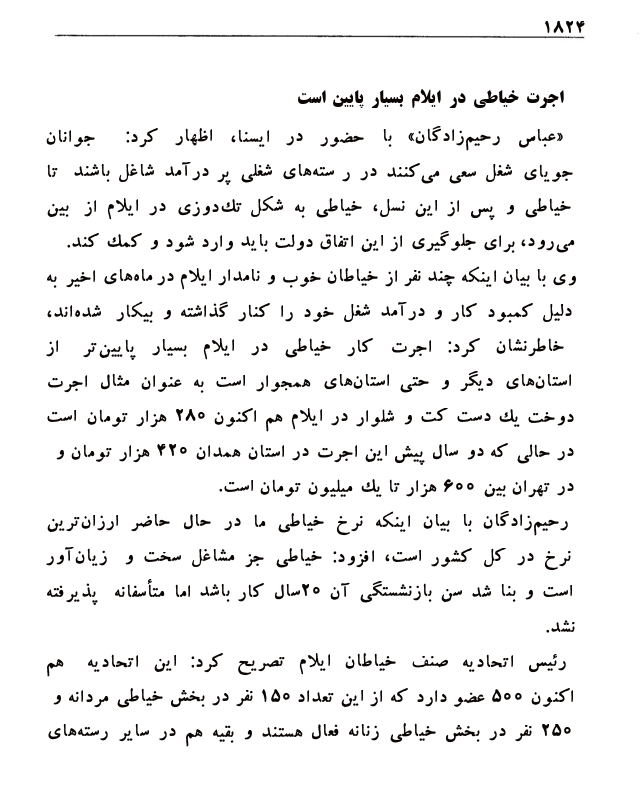 ۱۸۲۴
اجرت خیاطی در ایلام بسیار پایین است
«عباس رحیم‌زادگان» با حضور در ایسنا، اظهار کرد: جوانان
جویای شغل سعی می‌کنند در رسته‌های شغلی پر درآمد شاغل باشند تا
خیاطی و پس از این نسل، خیاطی به شکل تك‌دوزی در ایلام از بین
می‌رود، برای جلوگیری از این اتفاق دولت باید وارد شود و كمك کند.
وی با بیان اینکه چند نفر از خیاطان خوب و نامدار ایلام در ماه‌های اخیر به
دلیل کمبود کار و درآمد شغل خود را کنار گذاشته و بیکار شده‌اند،
خاطرنشان کرد: اجرت کار خیاطی در ایلام بسیار پایین‌تر از
استان‌های دیگر و حتی استان‌های همجوار است به عنوان مثال اجرت
دوخت یك دست کت و شلوار در ایلام هم اکنون ۲۸۰ هزار تومان است
در حالی که دو سال پیش این اجرت در استان همدان ۴۲۰ هزار تومان و
در تهران بین ۶۰۰ هزار تا یك میلیون تومان است.
رحیم‌زادگان با بیان اینکه نرخ خیاطی ما در حال حاضر ارزان‌ترین
نرخ در کل کشور است، افزود: خیاطی جز مشاغل سخت و زیان‌آور
است و بنا شد سن بازنشستگی آن ۲۰سال کار باشد اما متأسفانه پذیرفته
نشد.
رئیس اتحادیه صنف خیاطان ایلام تصریح کرد: این اتحادیه هم
اکنون ۵۰۰ عضو دارد که از این تعداد ۱۵۰ نفر در بخش خیاطی مردانه و
۲۵۰ نفر در بخش خیاطی زنانه فعال هستند و بقیه هم در سایر رسته‌های